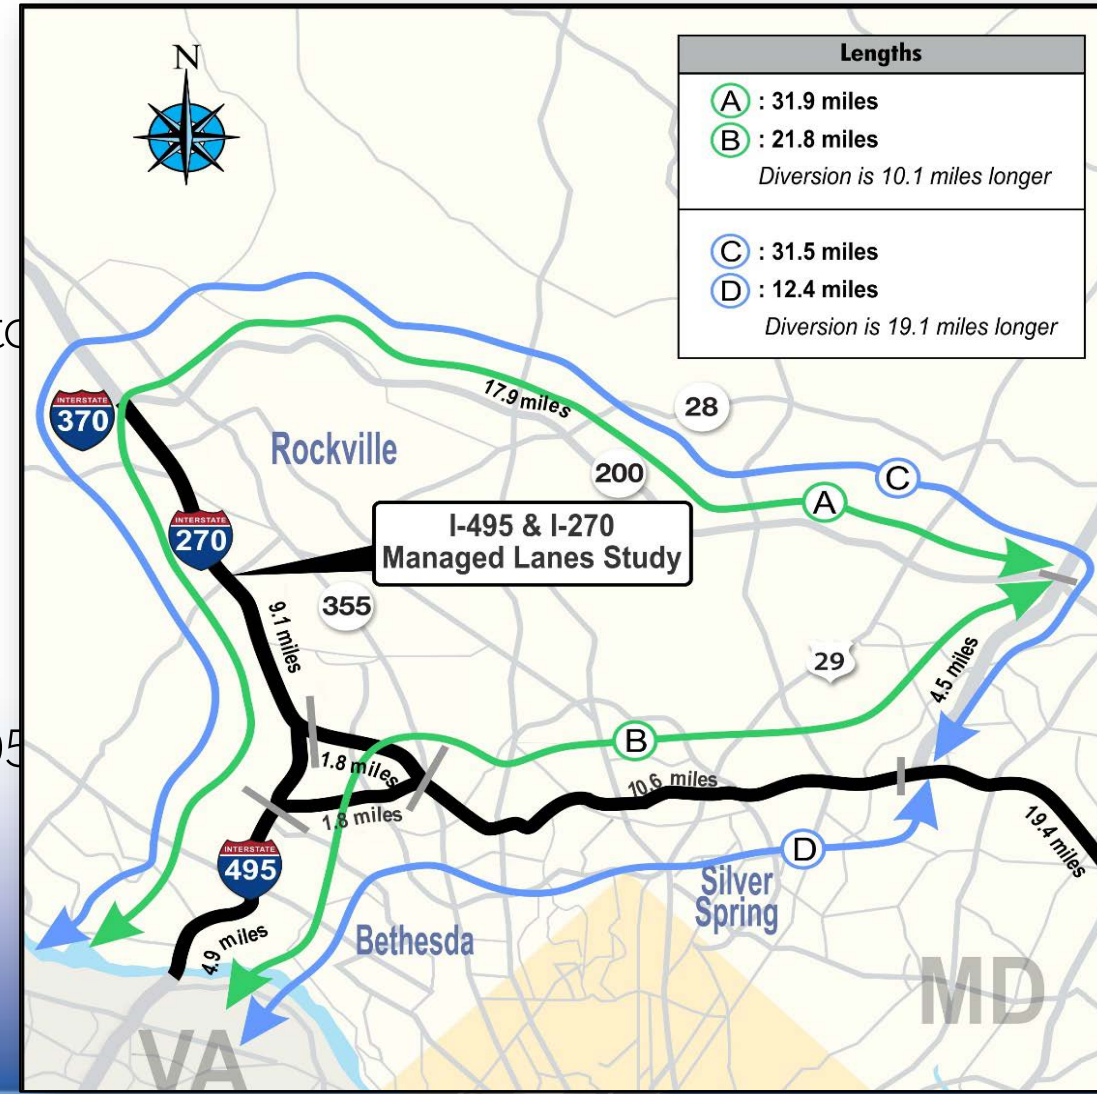 N
Lengths
A : 31.9 miles
B : 21.8 miles
Diversion is 10.1 miles longer
C : 31.5 miles
D : 12.4 miles
Diversion is 19.1 miles longer
INTERSTATE
370
17.9 miles
28
Rockville
200
C
A
INTERSTATE
270
I-495 & I-270
Managed Lanes Study
355
9.1 miles
29
4.5 miles
B
1.8 miles
1.8 miles
10.6 miles
19.4 miles
INTERSTATE
495
D
Silver
Spring
4.9 miles
Bethesda
MD
VA